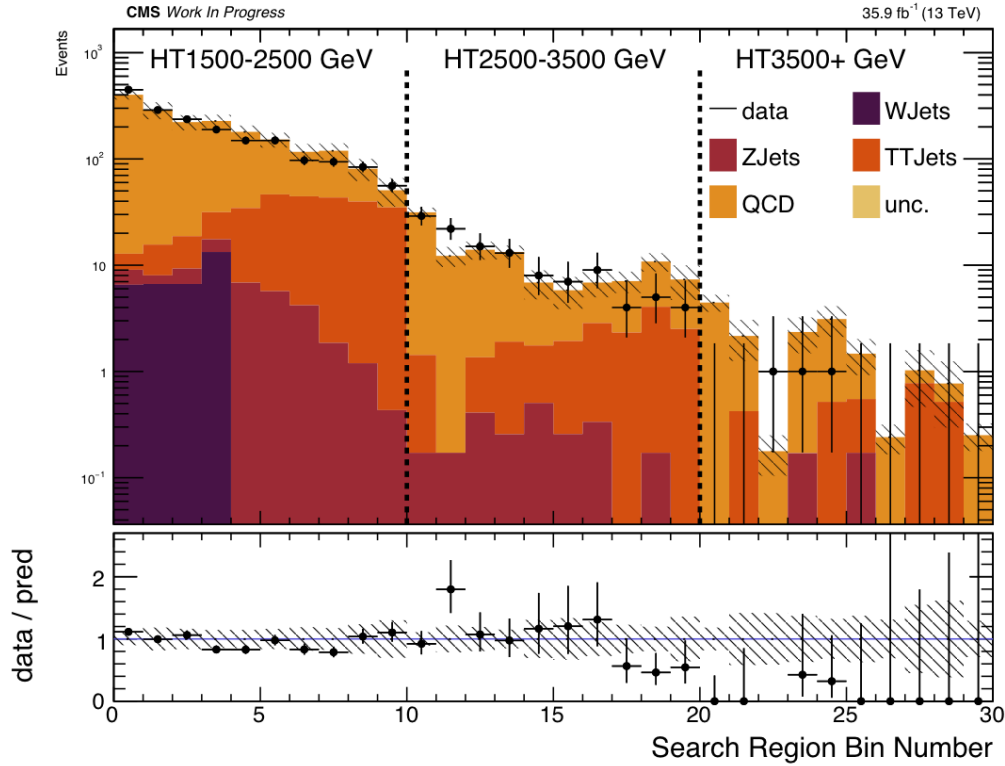 CMS Work In Progress
35.9 fb⁻¹ (13 TeV)
Events
10³
10²
10
1
10⁻¹
HT1500-2500 GeV
HT2500-3500 GeV
HT3500+ GeV
data
WJets
ZJets
TTJets
QCD
unc.
data / pred
2
1
0
0
5
10
15
20
25
30
Search Region Bin Number